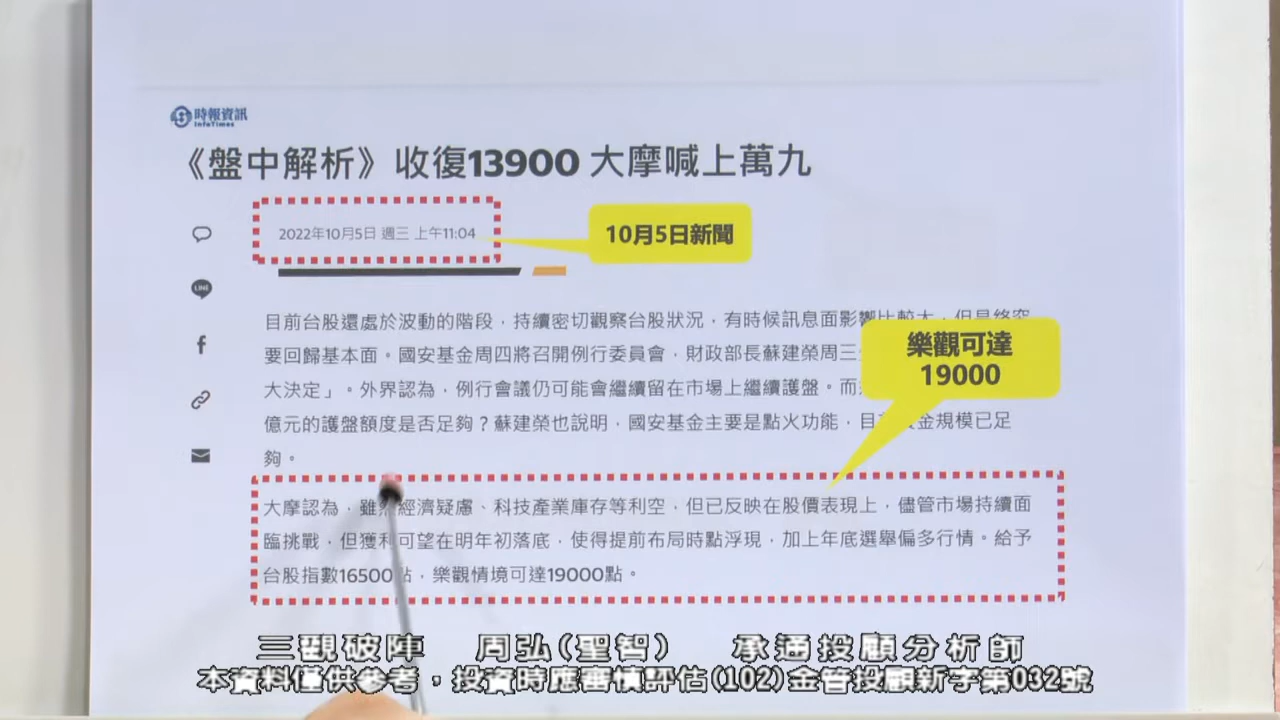 時報資訊
InfoTimes
《盤中解析》收復13900 大摩喊上萬九
2022年10月5日 週三 上午11:04
10月5日新聞
LINE
目前台股還處於波動的階段，持續密切觀察台股狀況，有時候訊息面影響比較大，但是終究
要回歸基本面。國安基金周四將召開例行委員會，財政部長蘇建榮周三
大決定」。外界認為，例行會議仍可能會繼續留在市場上繼續護盤。而
億元的護盤額度是否足夠？蘇建榮也說明，國安基金主要是點火功能，目 金規模已足
夠。
樂觀可達
19000
大摩認為，雖然經濟疑慮、科技產業庫存等利空，但已反映在股價表現上，儘管市場持續面
臨挑戰，但獲利可望在明年初落底，使得提前布局時點浮現，加上年底選舉偏多行情。給予
台股指數16500點，樂觀情境可達19000點。
三觀破陣 周弘(聖智) 承通投顧分析師
本資料僅供參考，投資時應審慎評估(102)金管投顧新字第032號